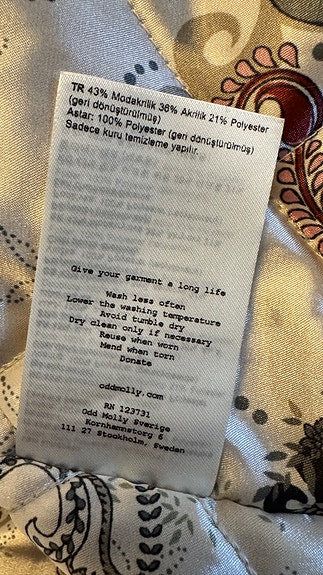 TR 43% Modakrilik 36% Akrilik 21% Polyester
(geri dönüştürülmüş)
Astar: 100% Polyester (geri dönüştürülmüş)
Sadece kuru temizleme yapılır.
Give your garment a long life
Wash less often
Lower the washing temperature
Avoid tumble dry
Dry clean only if necessary
Reuse when worn
Mend when torn
Donate
oddmolly.com
RN 123731
Odd Molly Sverige
Kornhamnstorg 6
111 27 Stockholm, Sweden